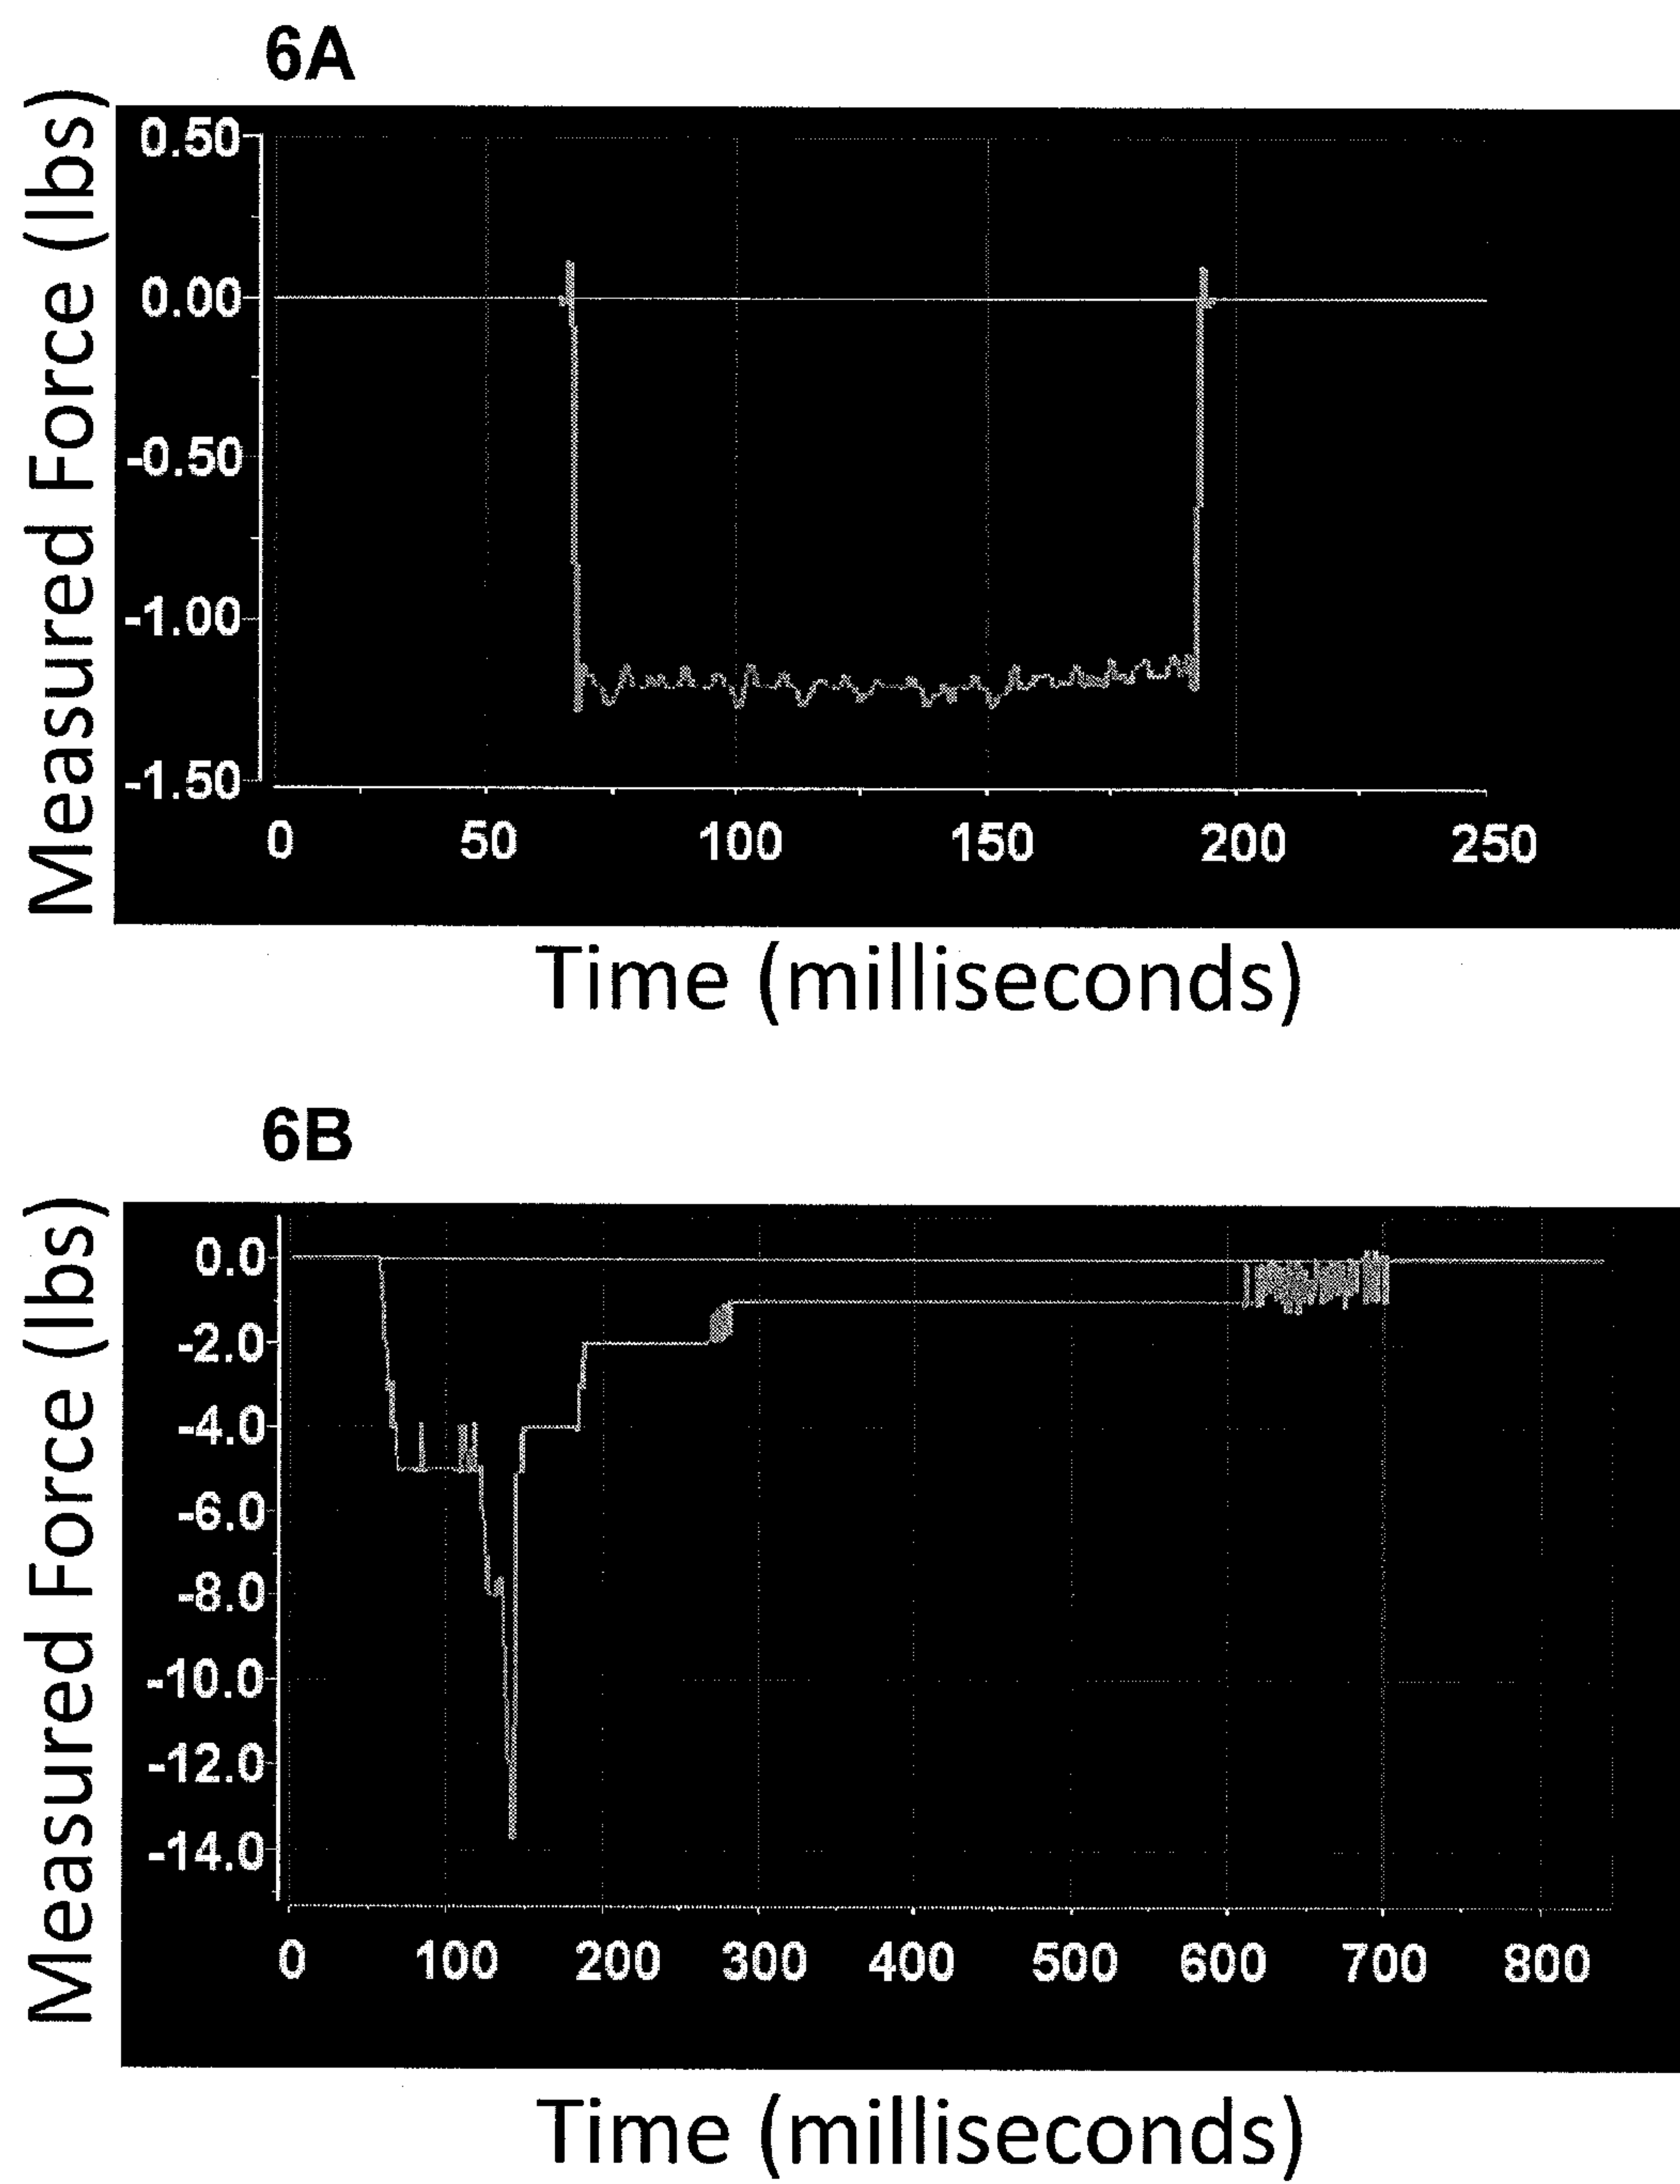 6A
Measured Force (lbs)
0.50
0.00
-0.50
-1.00
-1.50
0 50 100 150 200 250
Time (milliseconds)
6B
Measured Force (lbs)
0.0
-2.0
-4.0
-6.0
-8.0
-10.0
-12.0
-14.0
0 100 200 300 400 500 600 700 800
Time (milliseconds)